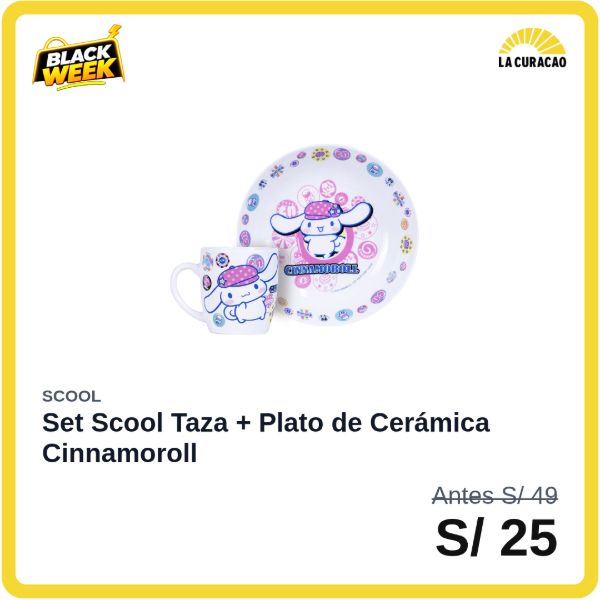 BLACK
WEEK
LA CURACAO
CINNAMOROLL
SCOOL
Set Scool Taza + Plato de Cerámica
Cinnamoroll
Antes S/ 49
S/ 25